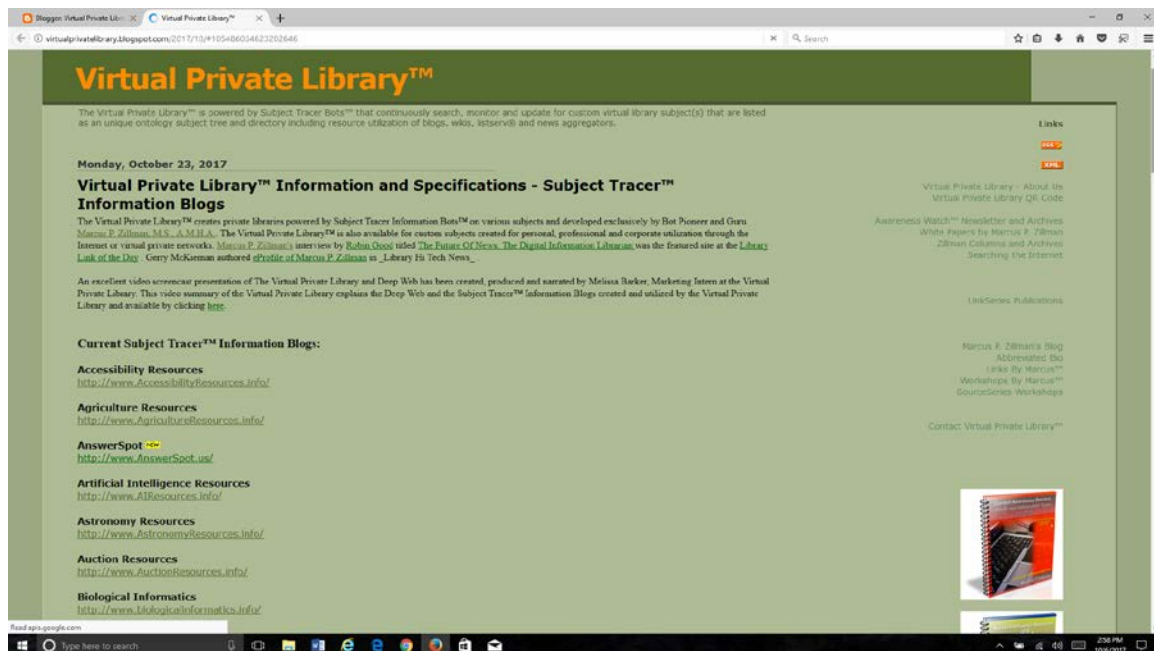 Blogger: Virtual Private Libr
Virtual Private Library™
virtualprivatelibrary.blogspot.com/2017/10/#105486034623202646
Search
Virtual Private Library™
The Virtual Private Library™ is powered by Subject Tracer Bots™ that continuously search, monitor and update for custom virtual library subject(s) that are listed
as an unique ontology subject tree and directory including resource utilization of blogs, wikis, listserv® and news aggregators.
Monday, October 23, 2017
Virtual Private Library™ Information and Specifications - Subject Tracer™
Information Blogs
The Virtual Private Library™ creates private libraries powered by Subject Tracer Information Bots™ on various subjects and developed exclusively by Bot Pioneer and Guru
Marcus P. Zillman, M.S., A.M.H.A.. The Virtual Private Library™ is also available for custom subjects created for personal, professional and corporate utilization through the
Internet or virtual private networks. Marcus P. Zillman's interview by Robin Good titled The Future Of News: The Digital Information Librarian was the featured site at the Library
Link of the Day. Gerry McKiernan authored eProfile of Marcus P. Zillman in _Library Hi Tech News_.
An excellent video screencast presentation of The Virtual Private Library and Deep Web has been created, produced and narrated by Melissa Barker, Marketing Intern at the Virtual
Private Library. This video summary of the Virtual Private Library explains the Deep Web and the Subject Tracer™ Information Blogs created and utilized by the Virtual Private
Library and available by clicking here.
Current Subject Tracer™ Information Blogs:
Accessibility Resources
http://www.AccessibilityResources.info/
Agriculture Resources
http://www.AgricultureResources.info/
AnswerSpot NEW
http://www.AnswerSpot.us/
Artificial Intelligence Resources
http://www.AIResources.info/
Astronomy Resources
http://www.AstronomyResources.info/
Auction Resources
http://www.AuctionResources.info/
Biological Informatics
http://www.biologicalinformatics.info/
Links
XML
Virtual Private Library - About Us
Virtual Private Library QR Code
Awareness Watch™ Newsletter and Archives
White Papers by Marcus P. Zillman
Zillman Columns and Archives
Searching the Internet
LinkSeries Publications
Marcus P. Zillman's Blog
Abbreviated Bio
Links By Marcus™
Workshops By Marcus™
SourceSeries Workshops
Contact Virtual Private Library™
Read apis.google.com
Type here to search
2:58 PM
10/6/2017